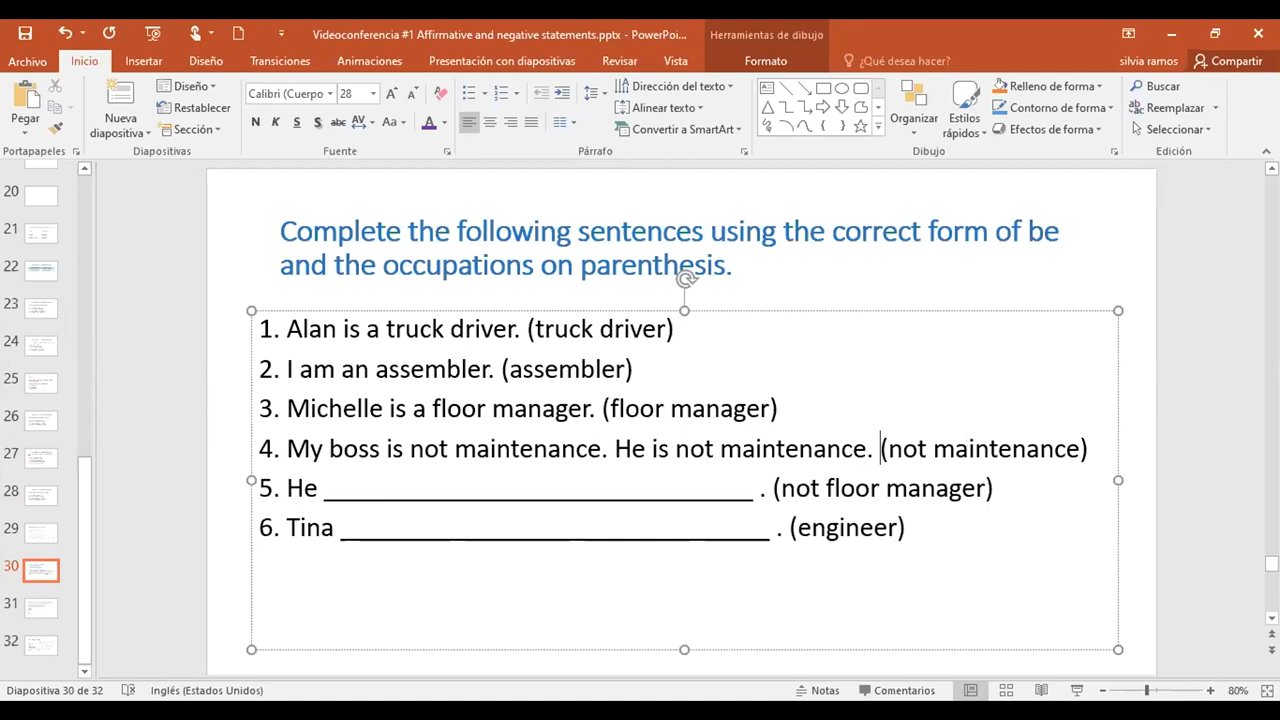 Videoconferencia #1 Affirmative and negative statements.pptx - PowerPoi...
Herramientas de dibujo
Archivo Inicio Insertar Diseño Transiciones Animaciones Presentación con diapositivas Revisar Vista Formato ¿Qué desea hacer? silvia ramos Compartir
Pegar
Nueva diapositiva
Diseño
Restablecer
Sección
Calibri (Cuerpo) 28
N K S S abc AV Aa A
Dirección del texto
Alinear texto
Convertir a SmartArt
Organizar
Estilos rápidos
Relleno de forma
Contorno de forma
Efectos de forma
Buscar
Reemplazar
Seleccionar
Portapapeles Diapositivas Fuente Párrafo Dibujo Edición
20
21
22
23
24
25
26
27
28
29
30
31
32
Complete the following sentences using the correct form of be
and the occupations on parenthesis.
1. Alan is a truck driver. (truck driver)
2. I am an assembler. (assembler)
3. Michelle is a floor manager. (floor manager)
4. My boss is not maintenance. He is not maintenance. (not maintenance)
5. He ______________________________ . (not floor manager)
6. Tina ______________________________ . (engineer)
Diapositiva 30 de 32 Inglés (Estados Unidos) Notas Comentarios 80%